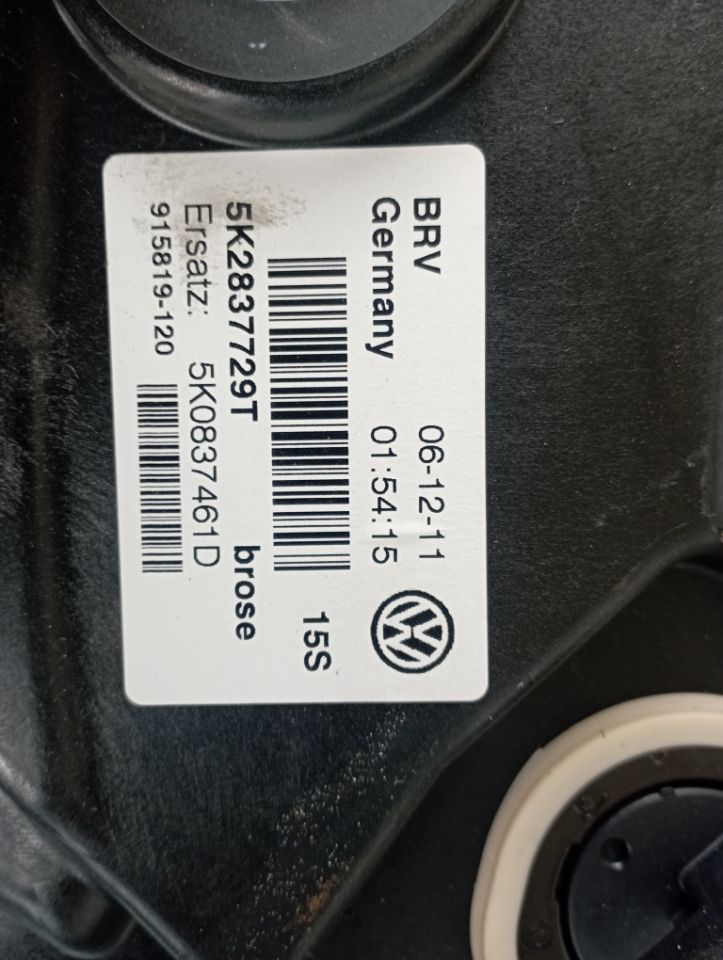 BRV 06-12-11
Germany 01:54:15
15S
5K2837729T brose
Ersatz: 5K0837461D
915819-120